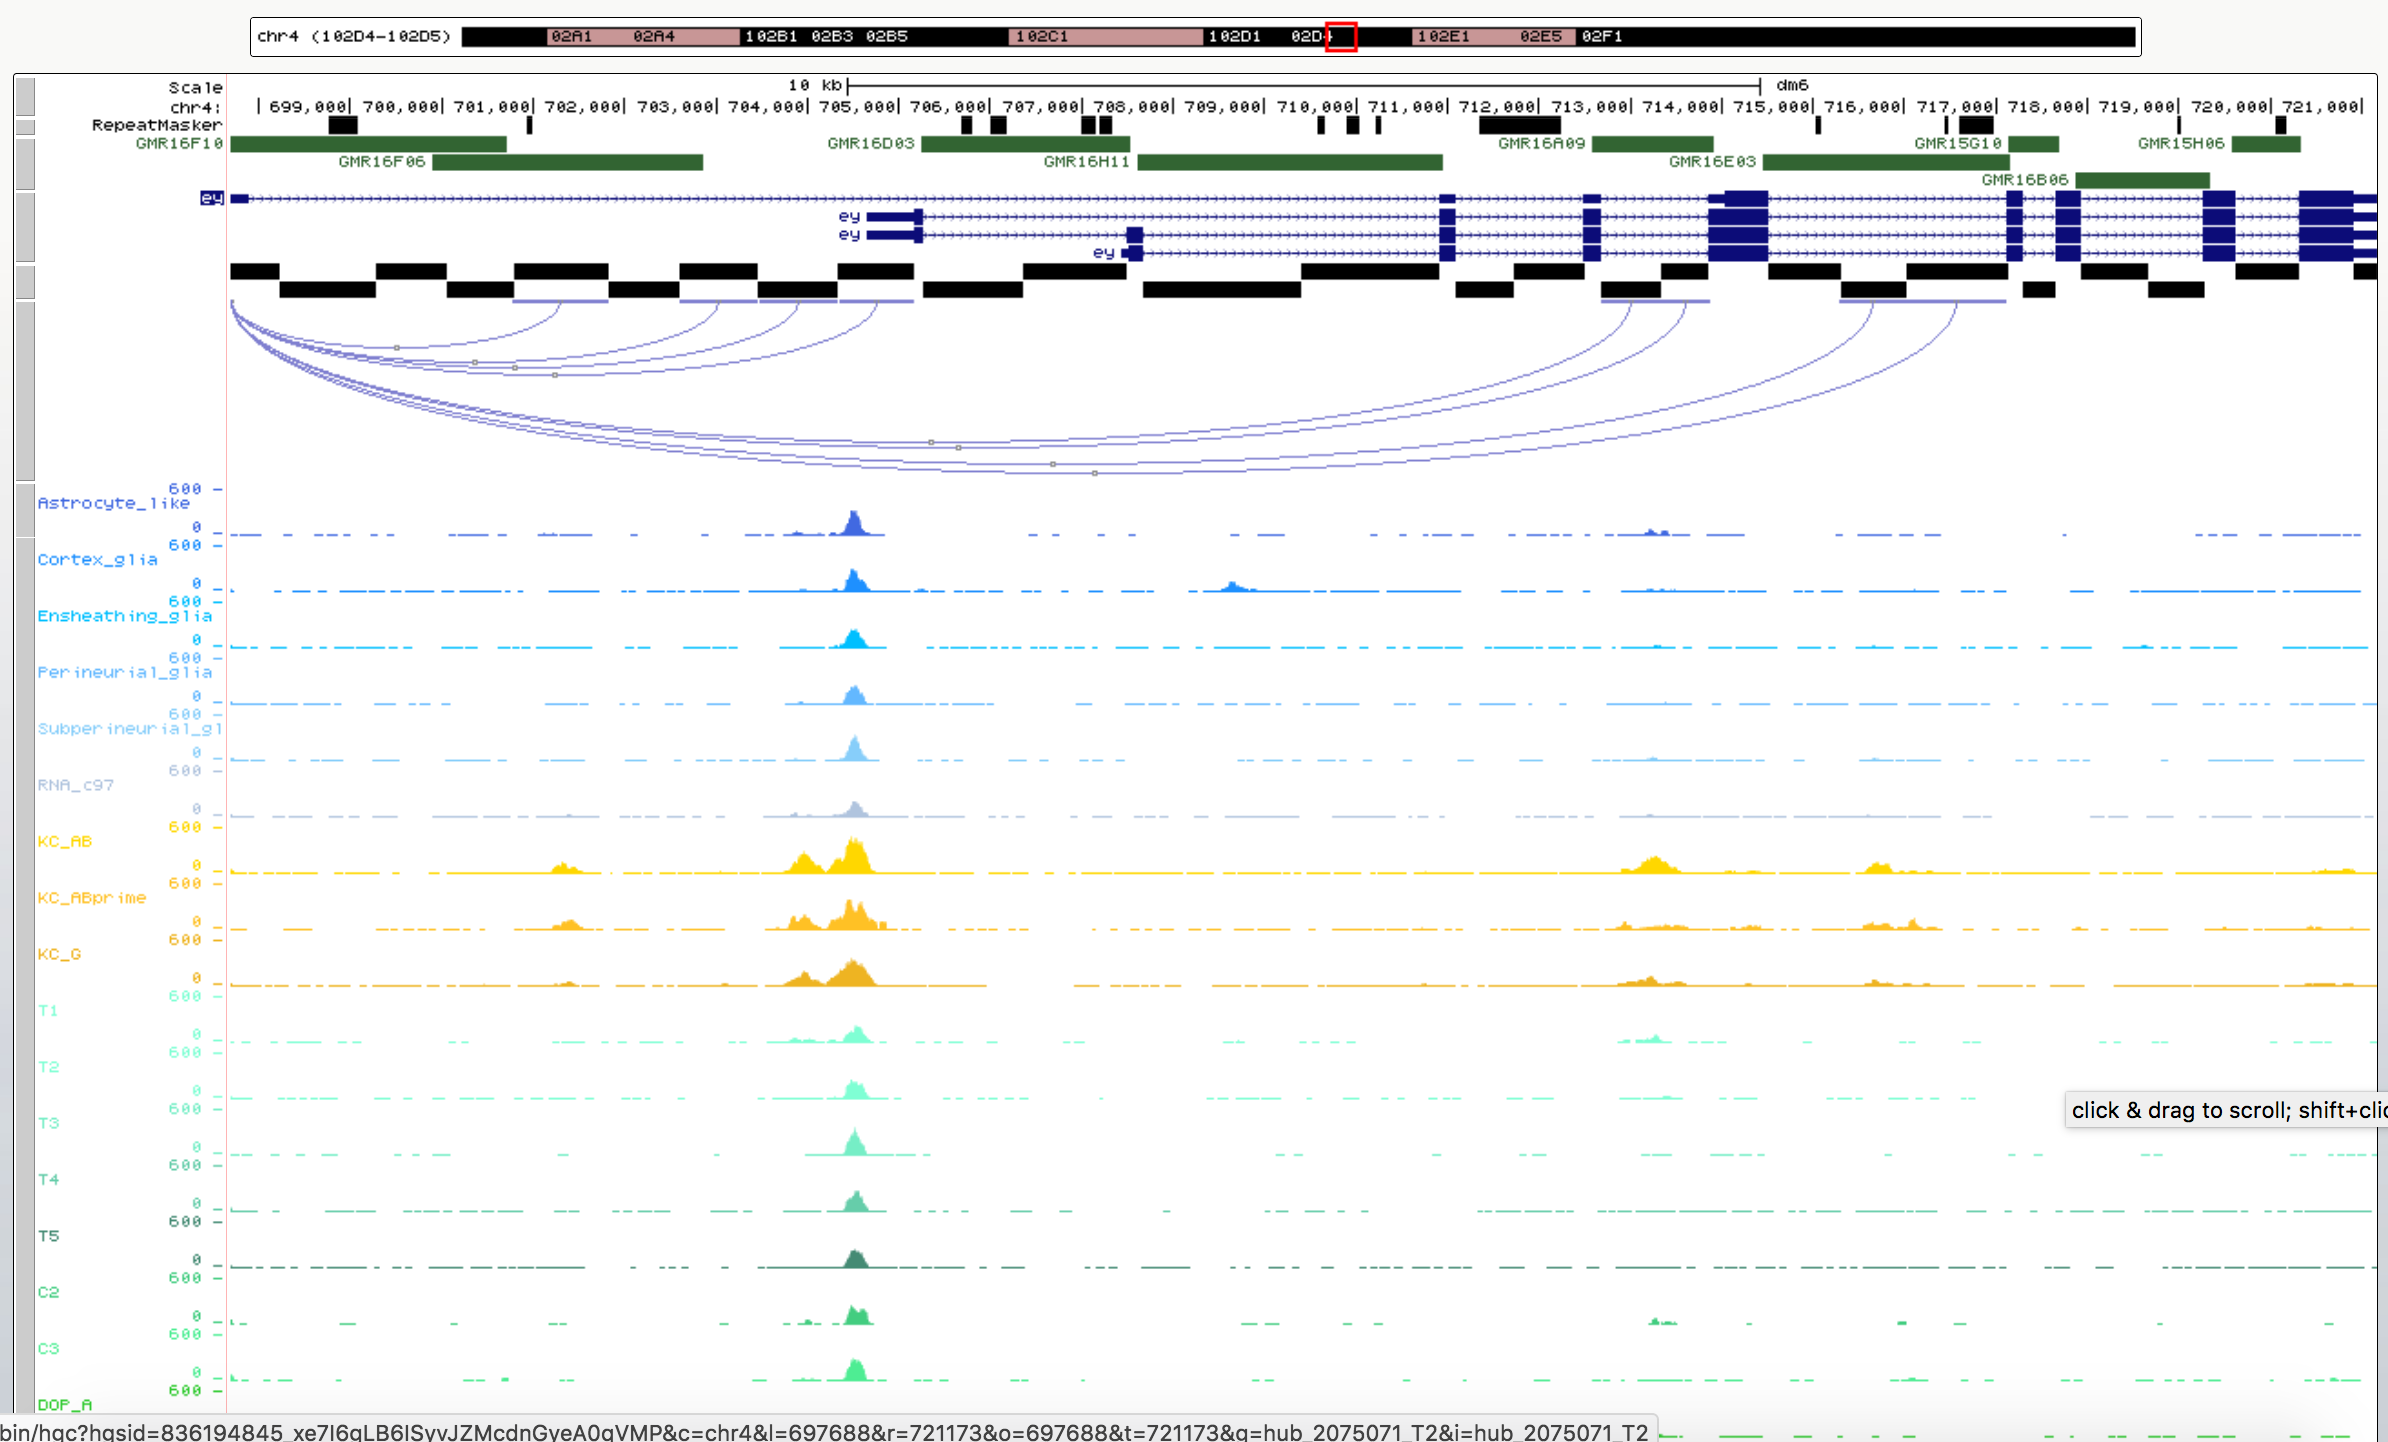 chr4 (102D4-102D5) 02A1 02A4 102B1 02B3 02B5 102C1 102D1 02D4 102E1 02E5 02F1
Scale 10 kb dm6
chr4: 699,000 700,000 701,000 702,000 703,000 704,000 705,000 706,000 707,000 708,000 709,000 710,000 711,000 712,000 713,000 714,000 715,000 716,000 717,000 718,000 719,000 720,000 721,000
RepeatMasker
GMR16F10 GMR16D03 GMR16A09 GMR15G10 GMR15H06
GMR16F06 GMR16H11 GMR16E03
GMR16B06
ey
ey
ey
ey
600
Astrocyte_like
0
600
Cortex_glia
0
600
Ensheathing_glia
0
600
Perineurial_glia
0
600
Subperineurial_gl
0
600
RNA_c97
0
600
KC_AB
0
600
KC_ABprime
0
600
KC_G
0
600
T1
0
600
T2
0
600
T3
0
600
T4
0
600
T5
0
600
C2
0
600
C3
0
600
DOP_A
click & drag to scroll; shift+clic
bin/hgc?hgsid=836194845_xe7I6gLB6ISyvJZMcdnGyeA0qVMP&c=chr4&l=697688&r=721173&o=697688&t=721173&g=hub_2075071_T2&i=hub_2075071_T2